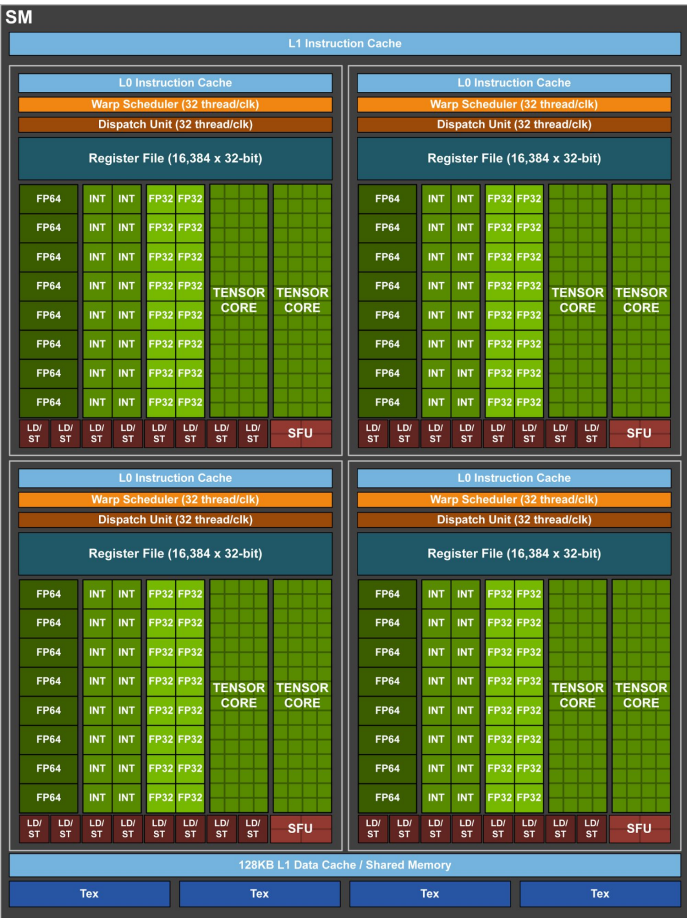 SM
L1 Instruction Cache
L0 Instruction Cache
Warp Scheduler (32 thread/clk)
Dispatch Unit (32 thread/clk)
Register File (16,384 x 32-bit)
FP64 INT INT FP32 FP32
FP64 INT INT FP32 FP32
FP64 INT INT FP32 FP32
FP64 INT INT FP32 FP32
TENSOR TENSOR
CORE CORE
FP64 INT INT FP32 FP32
FP64 INT INT FP32 FP32
FP64 INT INT FP32 FP32
FP64 INT INT FP32 FP32
LD/ LD/ LD/ LD/ LD/ LD/ LD/ LD/
ST ST ST ST ST ST ST ST
SFU
L0 Instruction Cache
Warp Scheduler (32 thread/clk)
Dispatch Unit (32 thread/clk)
Register File (16,384 x 32-bit)
FP64 INT INT FP32 FP32
FP64 INT INT FP32 FP32
FP64 INT INT FP32 FP32
FP64 INT INT FP32 FP32
TENSOR TENSOR
CORE CORE
FP64 INT INT FP32 FP32
FP64 INT INT FP32 FP32
FP64 INT INT FP32 FP32
FP64 INT INT FP32 FP32
LD/ LD/ LD/ LD/ LD/ LD/ LD/ LD/
ST ST ST ST ST ST ST ST
SFU
L0 Instruction Cache
Warp Scheduler (32 thread/clk)
Dispatch Unit (32 thread/clk)
Register File (16,384 x 32-bit)
FP64 INT INT FP32 FP32
FP64 INT INT FP32 FP32
FP64 INT INT FP32 FP32
FP64 INT INT FP32 FP32
TENSOR TENSOR
CORE CORE
FP64 INT INT FP32 FP32
FP64 INT INT FP32 FP32
FP64 INT INT FP32 FP32
FP64 INT INT FP32 FP32
LD/ LD/ LD/ LD/ LD/ LD/ LD/ LD/
ST ST ST ST ST ST ST ST
SFU
L0 Instruction Cache
Warp Scheduler (32 thread/clk)
Dispatch Unit (32 thread/clk)
Register File (16,384 x 32-bit)
FP64 INT INT FP32 FP32
FP64 INT INT FP32 FP32
FP64 INT INT FP32 FP32
FP64 INT INT FP32 FP32
TENSOR TENSOR
CORE CORE
FP64 INT INT FP32 FP32
FP64 INT INT FP32 FP32
FP64 INT INT FP32 FP32
FP64 INT INT FP32 FP32
LD/ LD/ LD/ LD/ LD/ LD/ LD/ LD/
ST ST ST ST ST ST ST ST
SFU
128KB L1 Data Cache / Shared Memory
Tex Tex Tex Tex